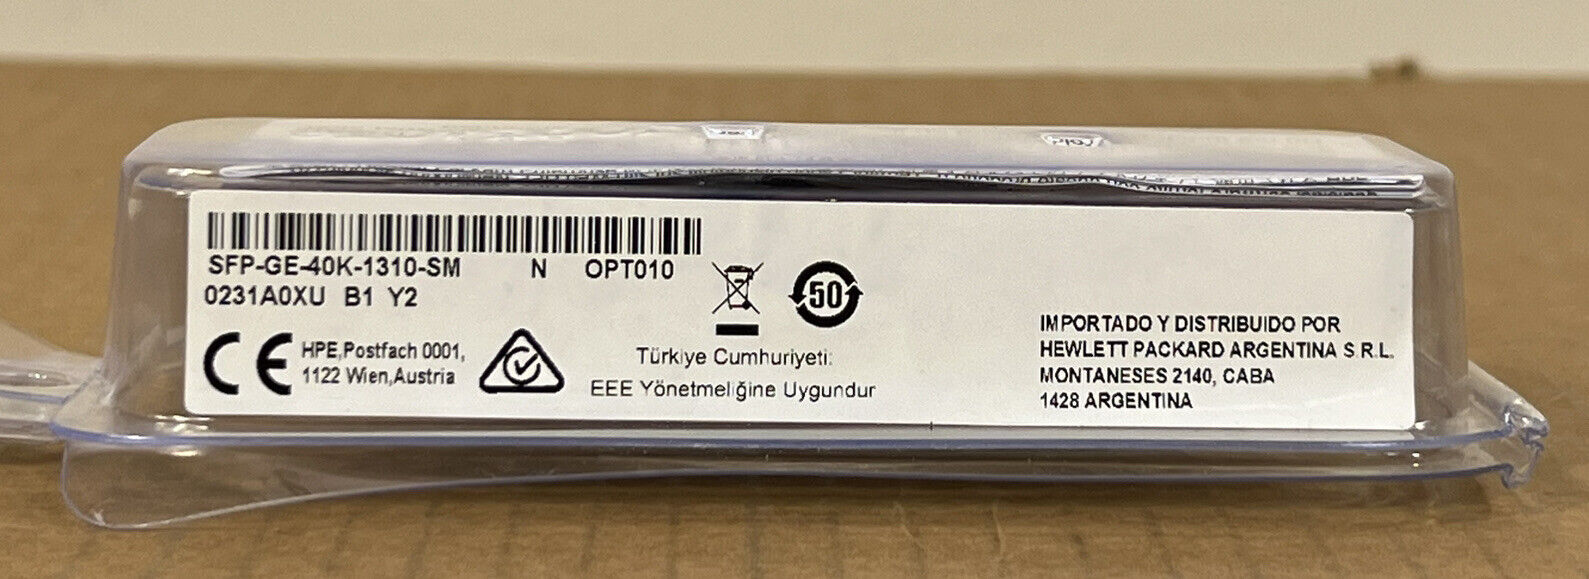 SFP-GE-40K-1310-SM N OPT010
0231A0XU B1 Y2
50
CE
HPE,Postfach 0001,
1122 Wien,Austria
Türkiye Cumhuriyeti:
EEE Yönetmeliğine Uygundur
IMPORTADO Y DISTRIBUIDO POR
HEWLETT PACKARD ARGENTINA S.R.L.
MONTANESES 2140, CABA
1428 ARGENTINA